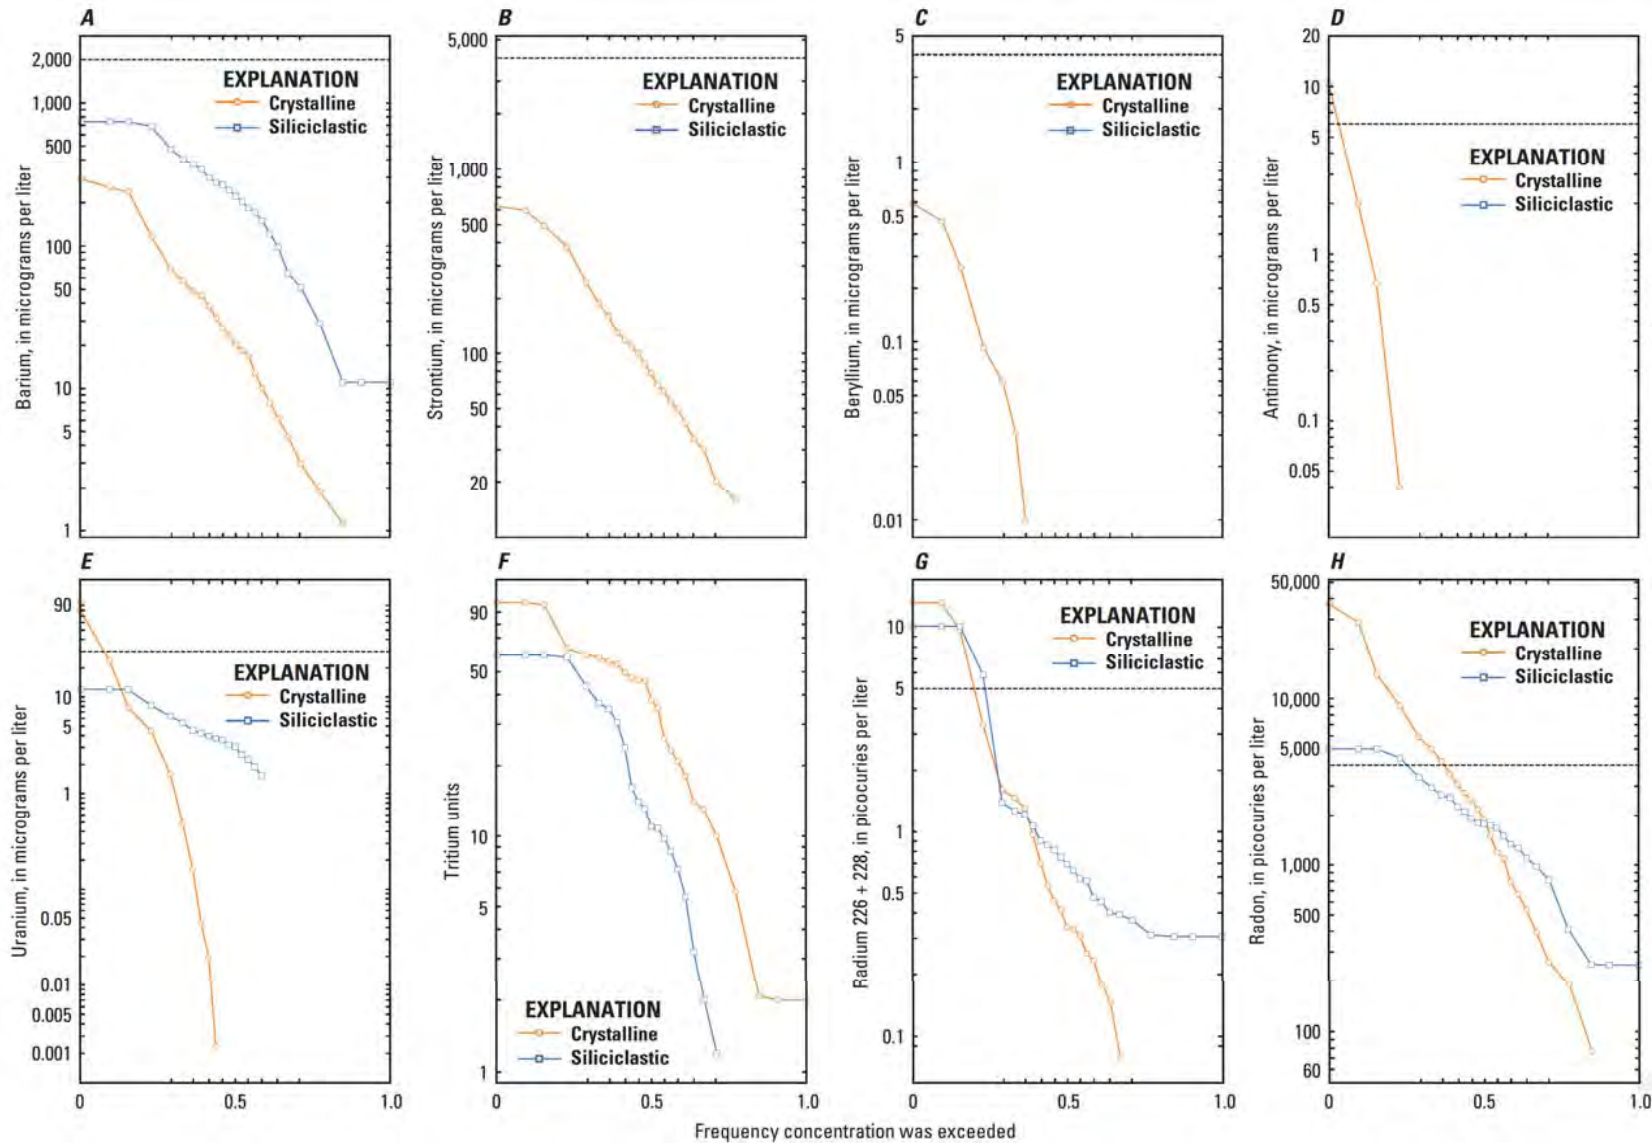 A
2,000
1,000
500
200
100
50
20
10
5
2
1
Barium, in micrograms per liter
EXPLANATION
Crystalline
Siliciclastic
B
5,000
1,000
500
100
50
20
Strontium, in micrograms per liter
EXPLANATION
Crystalline
Siliciclastic
C
5
1
0.5
0.1
0.05
0.01
Beryllium, in micrograms per liter
EXPLANATION
Crystalline
Siliciclastic
D
20
10
5
1
0.5
0.1
0.05
Antimony, in micrograms per liter
EXPLANATION
Crystalline
Siliciclastic
E
90
10
5
1
0.05
0.01
0.005
0.001
Uranium, in micrograms per liter
EXPLANATION
Crystalline
Siliciclastic
0 0.5 1.0
F
90
50
10
5
1
Tritium units
EXPLANATION
Crystalline
Siliciclastic
0 0.5 1.0
G
10
5
1
0.5
0.1
Radium 226 + 228, in picocuries per liter
EXPLANATION
Crystalline
Siliciclastic
0 0.5 1.0
H
50,000
10,000
5,000
1,000
500
100
60
Radon, in picocuries per liter
EXPLANATION
Crystalline
Siliciclastic
0 0.5 1.0
Frequency concentration was exceeded